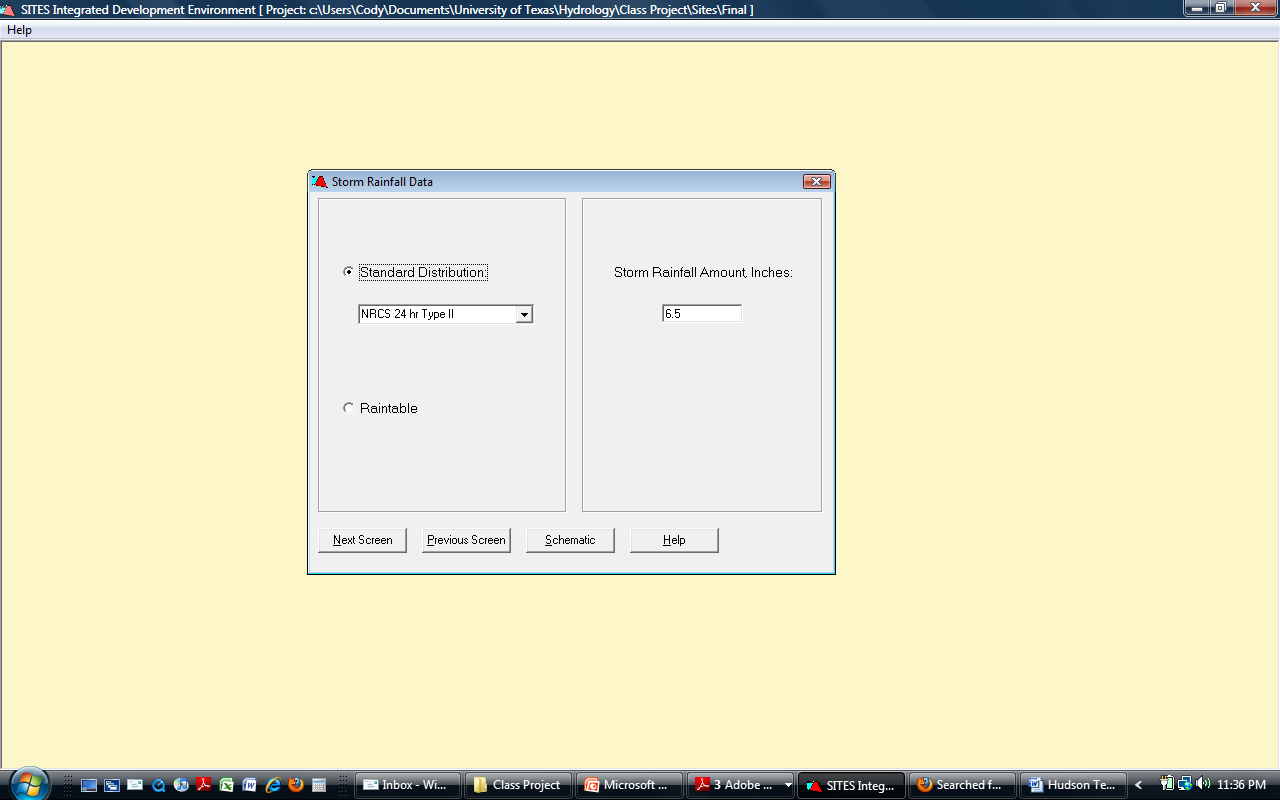 SITES Integrated Development Environment [ Project: c:\Users\Cody\Documents\University of Texas\Hydrology\Class Project\Sites\Final ]
Help
Storm Rainfall Data
Standard Distribution:
Storm Rainfall Amount, Inches:
NRCS 24 hr Type II
6.5
Raintable
Next Screen Previous Screen Schematic Help
Inbox - Wi... Class Project Microsoft ... 3 Adobe ... SITES Integ... Searched f... Hudson Te... < 11:36 PM